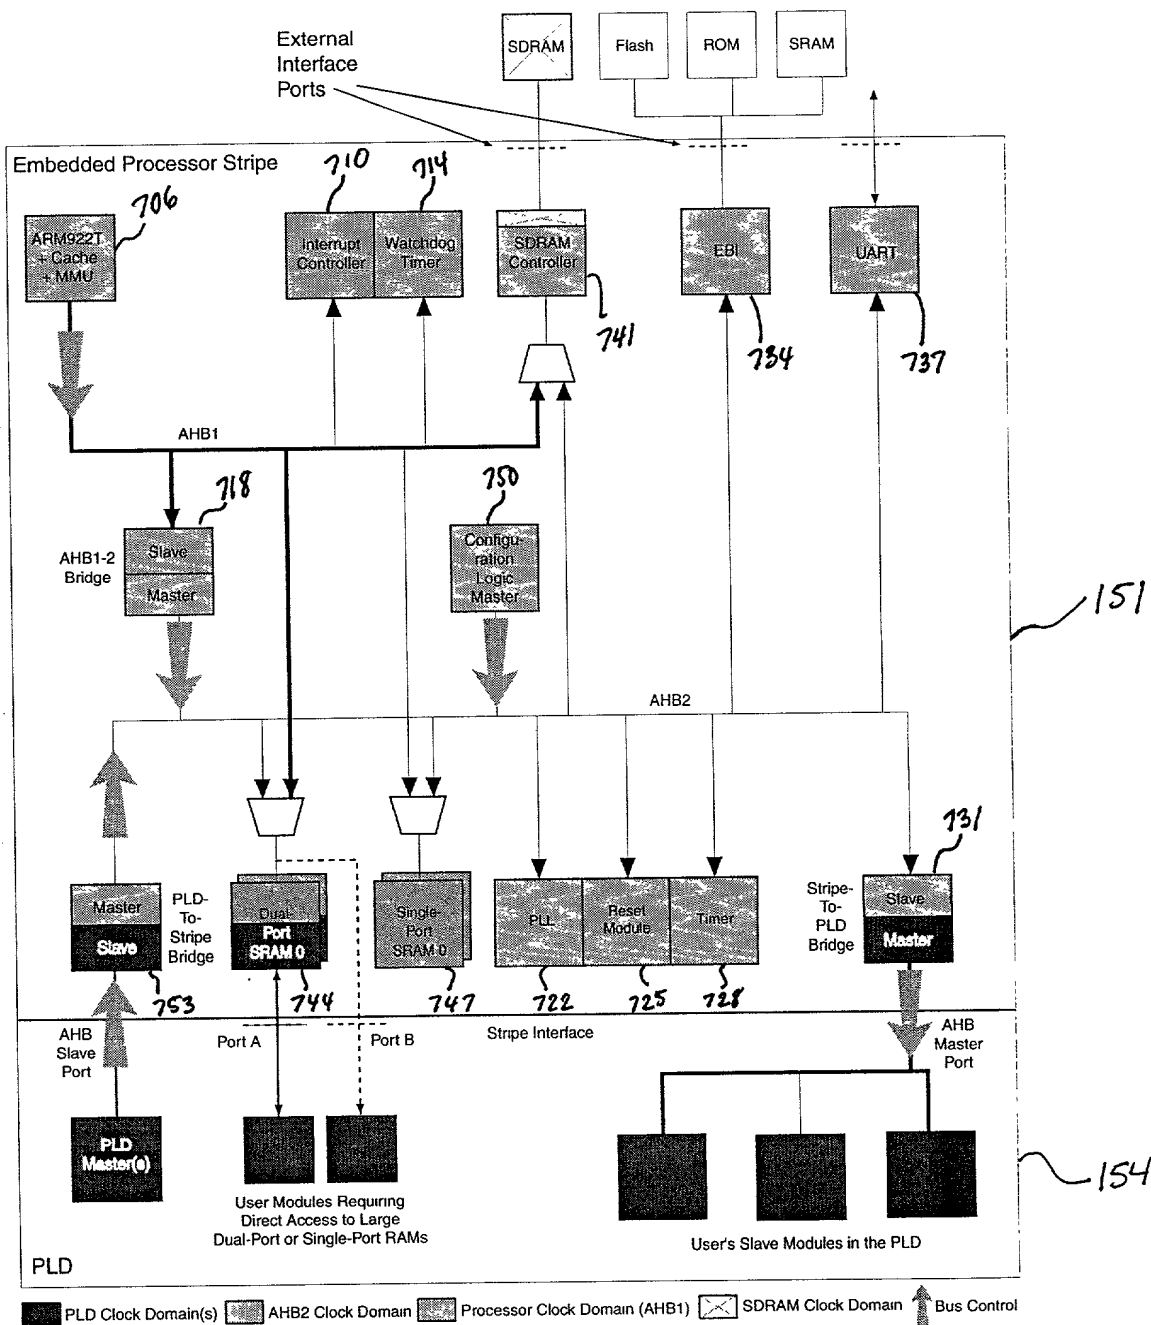 External
Interface
Ports
SDRAM
Flash
ROM
SRAM
Embedded Processor Stripe
706
710
714
ARM922T
+ Cache
+ MMU
Interrupt
Controller
Watchdog
Timer
SDRAM
Controller
EBI
UART
741
734
737
AHB1
718
750
AHB1-2
Bridge
Slave
Master
Configu-
ration
Logic
Master
151
AHB2
731
Master
Slave
PLD-
To-
Stripe
Bridge
Dual-
Port
SRAM 0
Single-
Port
SRAM 0
PLL
Reset
Module
Timer
Stripe-
To-
PLD
Bridge
Slave
Master
753
744
747
722
725
728
AHB
Slave
Port
Port A
Port B
Stripe Interface
AHB
Master
Port
PLD
Master(s)
154
User Modules Requiring
Direct Access to Large
Dual-Port or Single-Port RAMs
User's Slave Modules in the PLD
PLD
PLD Clock Domain(s)
AHB2 Clock Domain
Processor Clock Domain (AHB1)
SDRAM Clock Domain
Bus Control